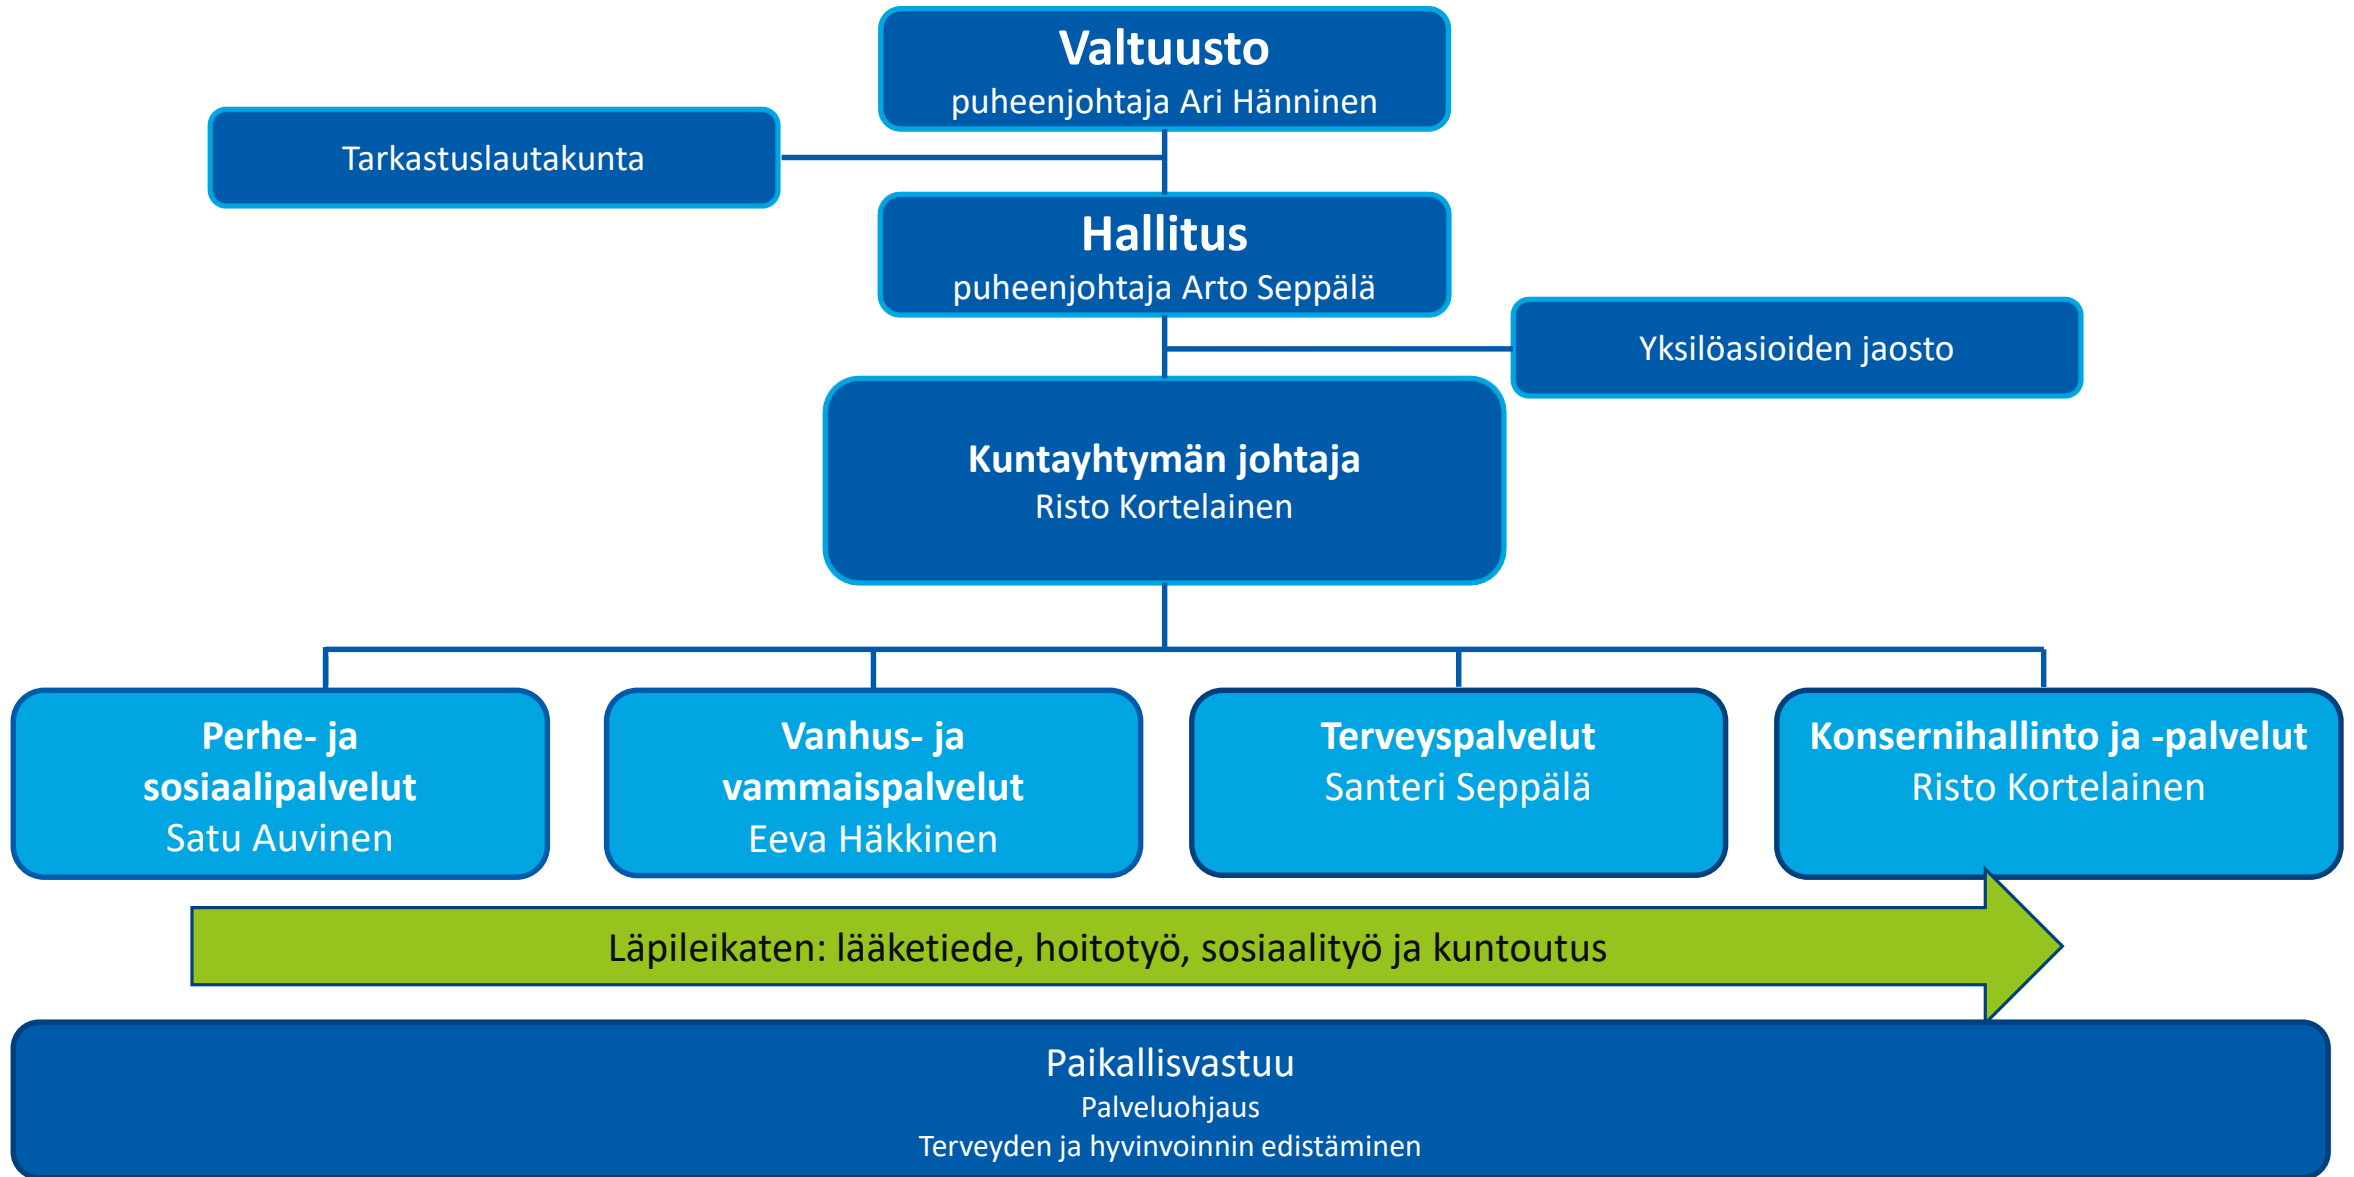 Valtuusto
puheenjohtaja Ari Hänninen
Tarkastuslautakunta
Hallitus
puheenjohtaja Arto Seppälä
Yksilöasioiden jaosto
Kuntayhtymän johtaja
Risto Kortelainen
Perhe- ja
sosiaalipalvelut
Satu Auvinen
Vanhus- ja
vammaispalvelut
Eeva Häkkinen
Terveyspalvelut
Santeri Seppälä
Konsernihallinto ja -palvelut
Risto Kortelainen
Läpileikaten: lääketiede, hoitotyö, sosiaalityö ja kuntoutus
Paikallisvastuu
Palveluohjaus
Terveyden ja hyvinvoinnin edistäminen